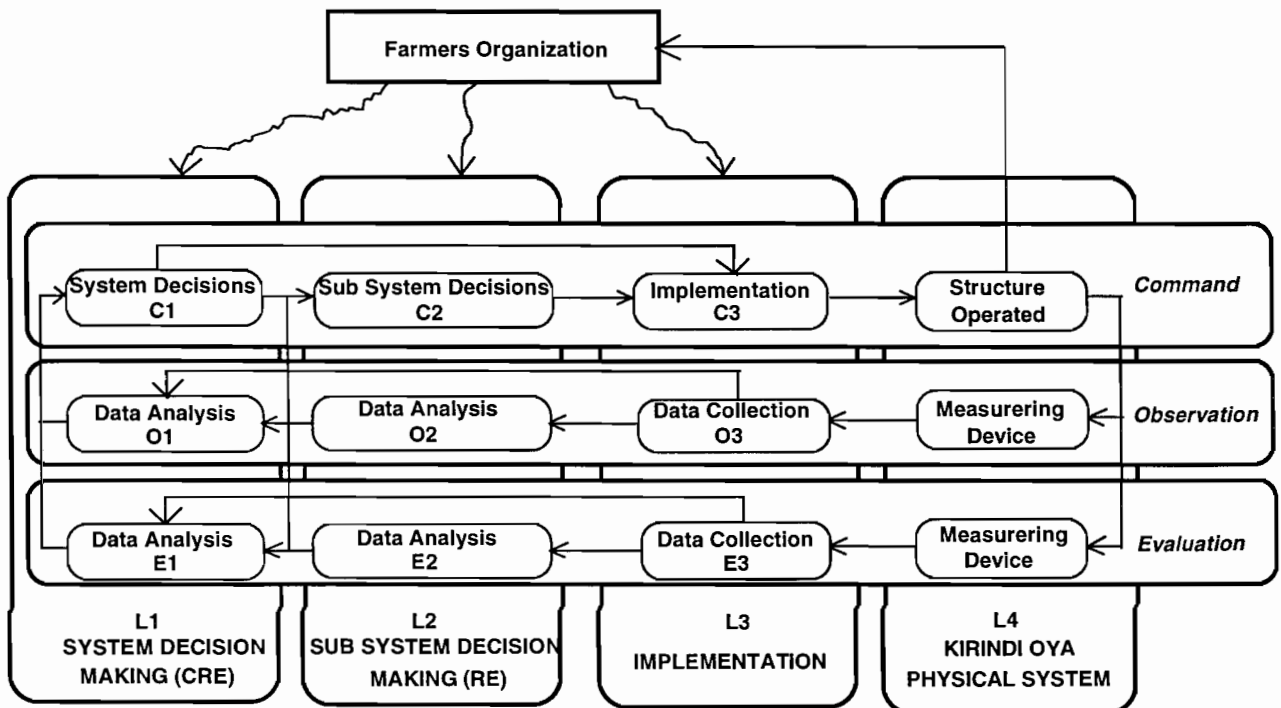 Farmers Organization
System Decisions
C1
Sub System Decisions
C2
Implementation
C3
Structure
Operated
Command
Data Analysis
O1
Data Analysis
O2
Data Collection
O3
Measurering
Device
Observation
Data Analysis
E1
Data Analysis
E2
Data Collection
E3
Measurering
Device
Evaluation
L1
SYSTEM DECISION
MAKING (CRE)
L2
SUB SYSTEM DECISION
MAKING (RE)
L3
IMPLEMENTATION
L4
KIRINDI OYA
PHYSICAL SYSTEM